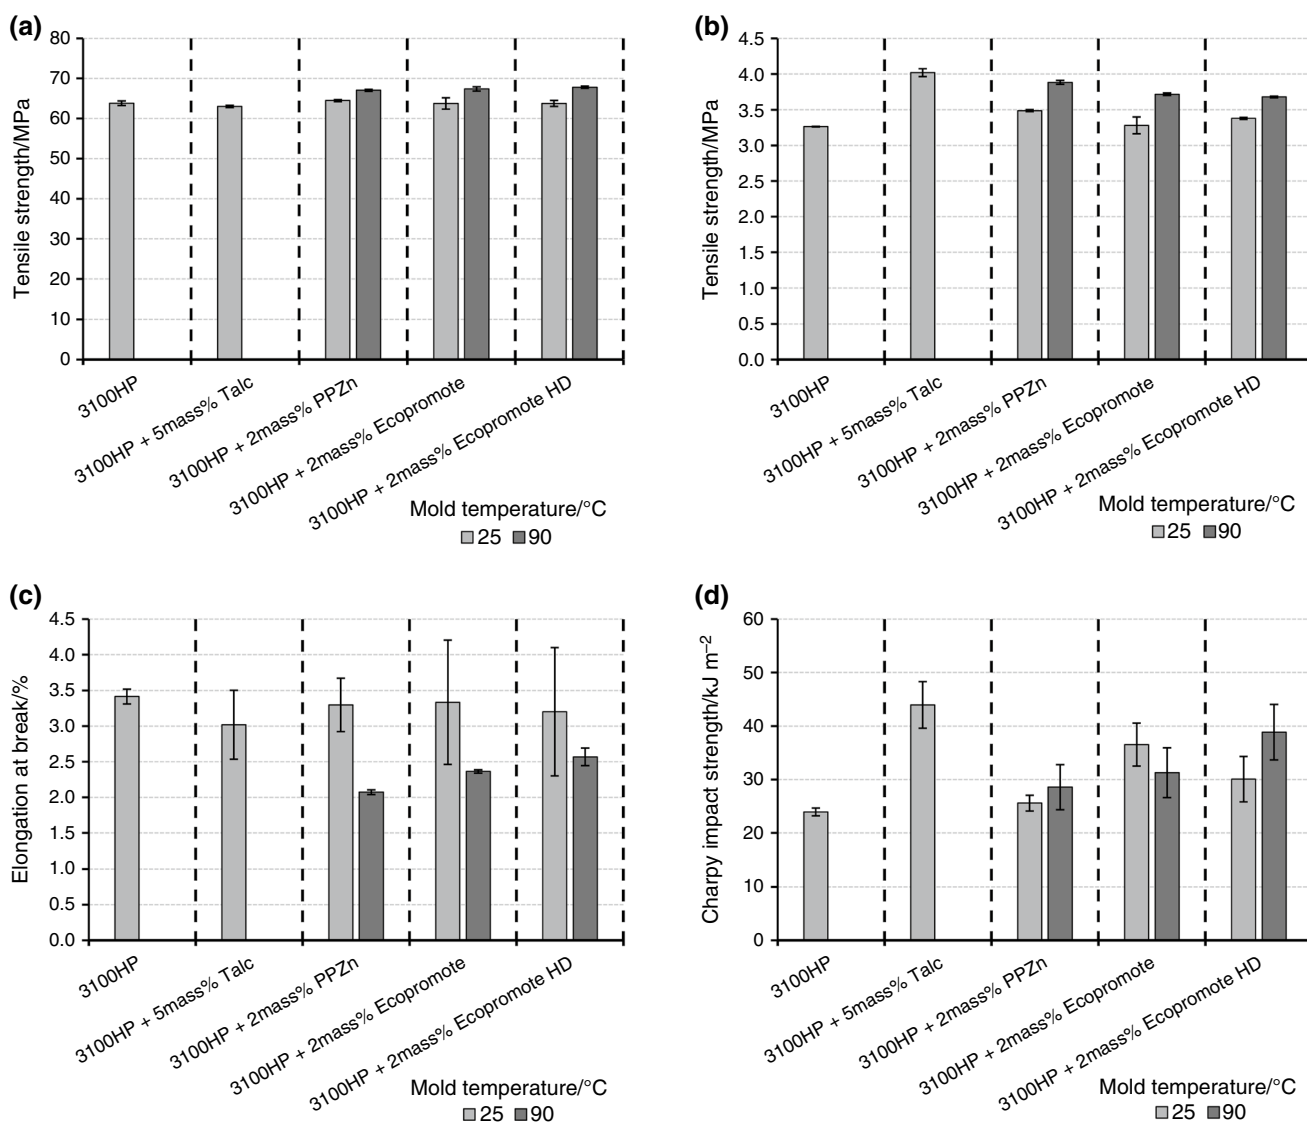 (a)
Tensile strength/MPa
80
70
60
50
40
30
20
10
0
3100HP
3100HP + 5mass% Talc
3100HP + 2mass% PPZn
3100HP + 2mass% Ecopromote
3100HP + 2mass% Ecopromote HD
Mold temperature/°C
25 90
(b)
Tensile strength/MPa
4.5
4.0
3.5
3.0
2.5
2.0
1.5
1.0
0.5
0.0
3100HP
3100HP + 5mass% Talc
3100HP + 2mass% PPZn
3100HP + 2mass% Ecopromote
3100HP + 2mass% Ecopromote HD
Mold temperature/°C
25 90
(c)
Elongation at break/%
4.5
4.0
3.5
3.0
2.5
2.0
1.5
1.0
0.5
0.0
3100HP
3100HP + 5mass% Talc
3100HP + 2mass% PPZn
3100HP + 2mass% Ecopromote
3100HP + 2mass% Ecopromote HD
Mold temperature/°C
25 90
(d)
Charpy impact strength/kJ m⁻²
60
50
40
30
20
10
0
3100HP
3100HP + 5mass% Talc
3100HP + 2mass% PPZn
3100HP + 2mass% Ecopromote
3100HP + 2mass% Ecopromote HD
Mold temperature/°C
25 90